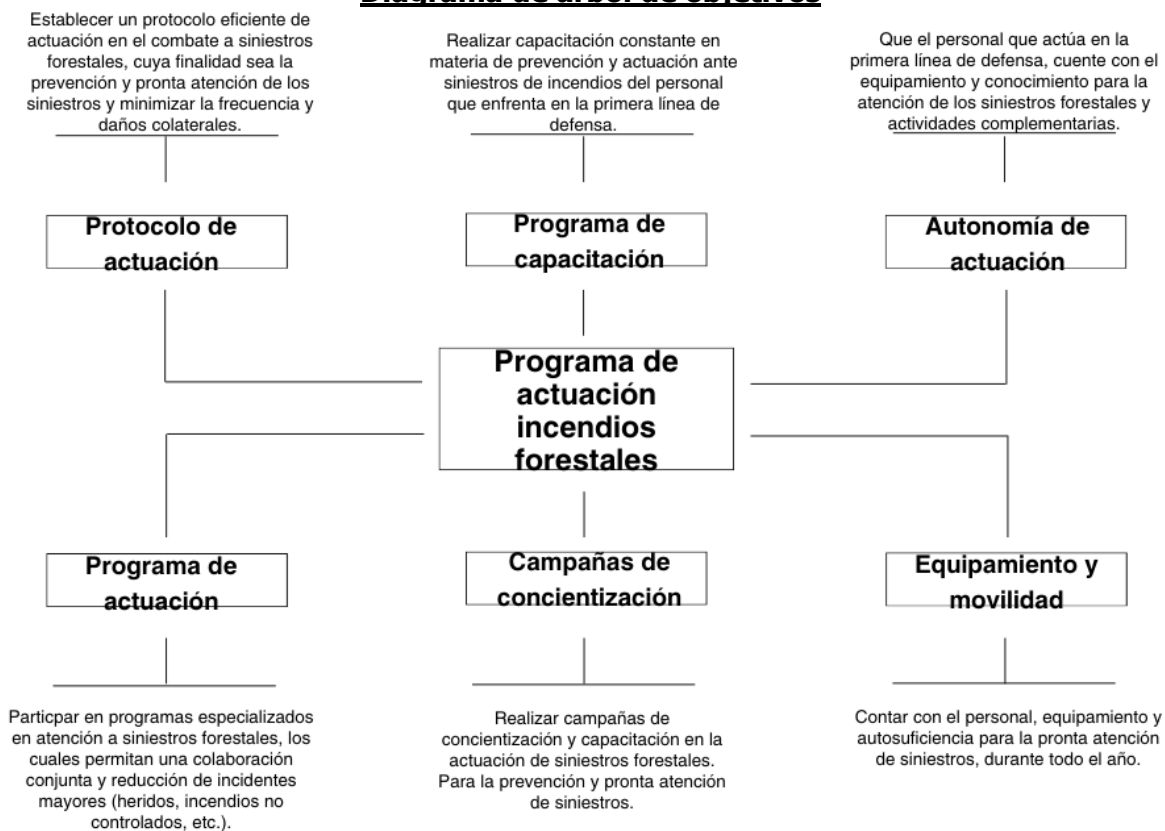 Diagrama de árbol de objetivos
Establecer un protocolo eficiente de
actuación en el combate a siniestros
forestales, cuya finalidad sea la
prevención y pronta atención de los
siniestros y minimizar la frecuencia y
daños colaterales.
Realizar capacitación constante en
materia de prevención y actuación ante
siniestros de incendios del personal
que enfrenta en la primera línea de
defensa.
Que el personal que actúa en la
primera línea de defensa, cuente con el
equipamiento y conocimiento para la
atención de los siniestros forestales y
actividades complementarias.
Protocolo de
actuación
Programa de
capacitación
Autonomía de
actuación
Programa de
actuación
incendios
forestales
Programa de
actuación
Campañas de
concientización
Equipamiento y
movilidad
Particpar en programas especializados
en atención a siniestros forestales, los
cuales permitan una colaboración
conjunta y reducción de incidentes
mayores (heridos, incendios no
controlados, etc.).
Realizar campañas de
concientización y capacitación en la
actuación de siniestros forestales.
Para la prevención y pronta atención
de siniestros.
Contar con el personal, equipamiento y
autosuficiencia para la pronta atención
de siniestros, durante todo el año.